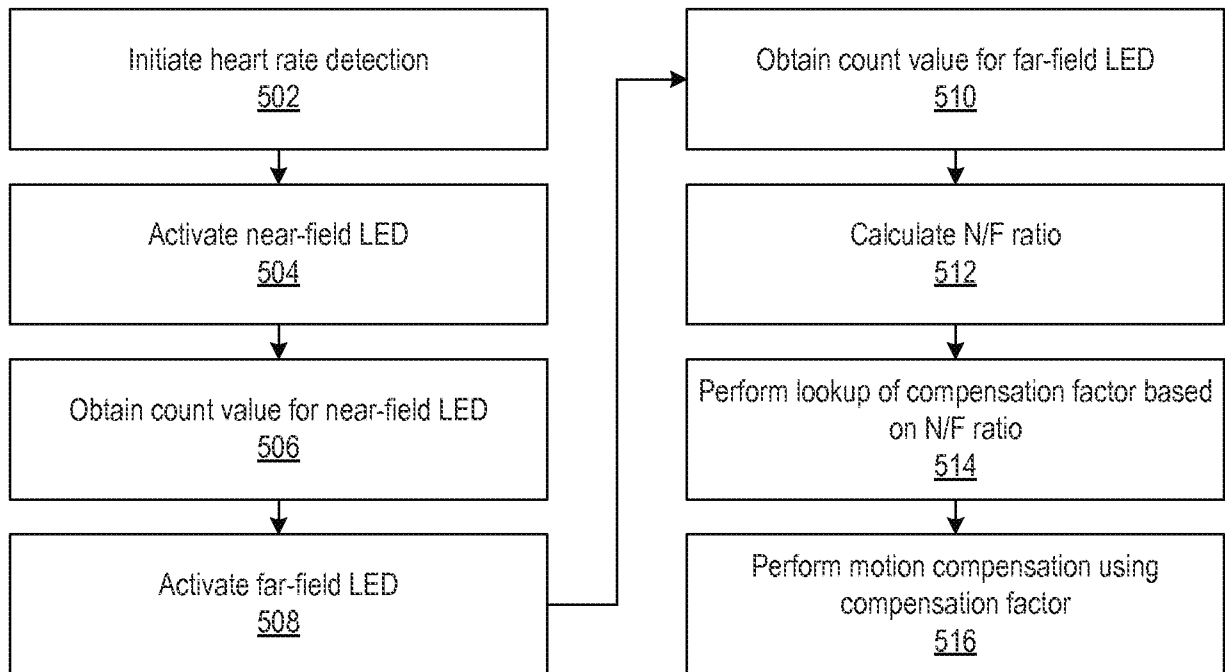 Initiate heart rate detection
502
Activate near-field LED
504
Obtain count value for near-field LED
506
Activate far-field LED
508
Obtain count value for far-field LED
510
Calculate N/F ratio
512
Perform lookup of compensation factor based
on N/F ratio
514
Perform motion compensation using
compensation factor
516